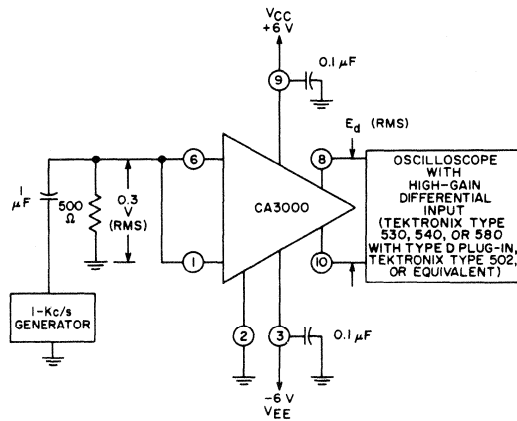 VCC
+6 V
0.1 μF
9
Ed (RMS)
6
8
1
μF
500
Ω
0.3
V
(RMS)
CA3000
OSCILLOSCOPE
WITH
HIGH-GAIN
DIFFERENTIAL
INPUT
(TEKTRONIX TYPE
530, 540, OR 580
WITH TYPE D PLUG-IN,
TEKTRONIX TYPE 502,
OR EQUIVALENT)
1
10
1-Kc/s
GENERATOR
2
3
0.1 μF
-6 V
VEE